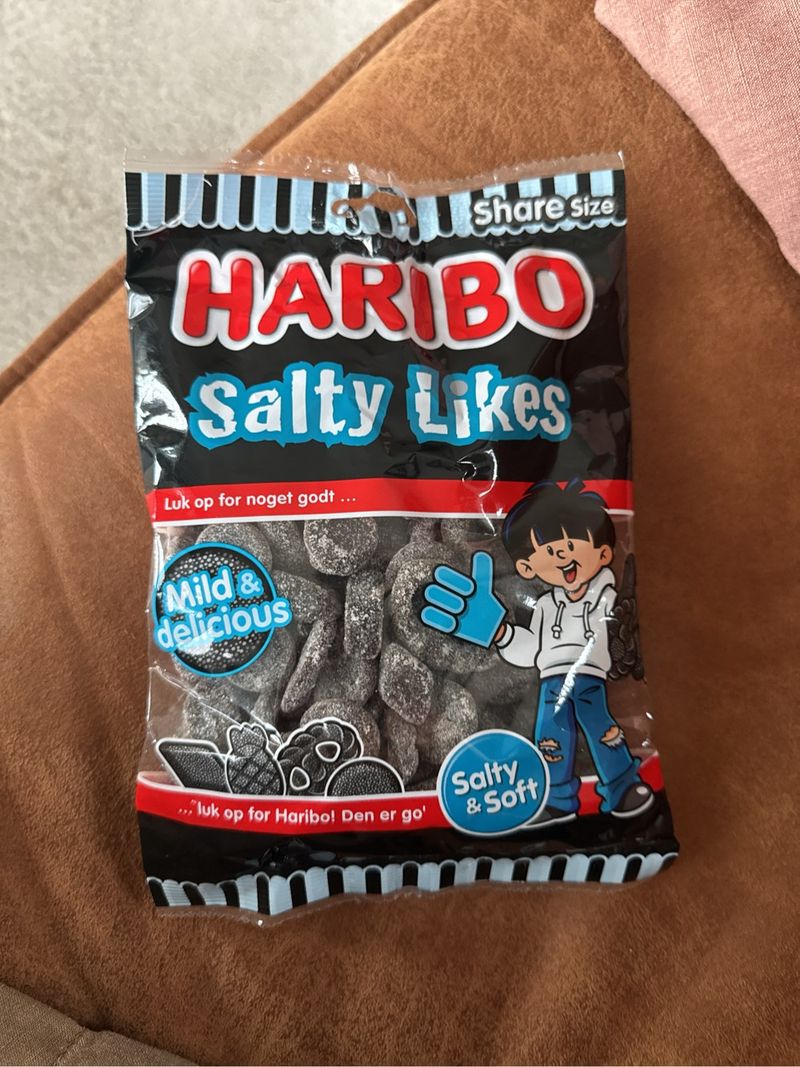 Share Size
HARIBO
Salty Likes
Luk op for noget godt ...
Mild &
delicious
Salty
& Soft
..."luk op for Haribo! Den er go'